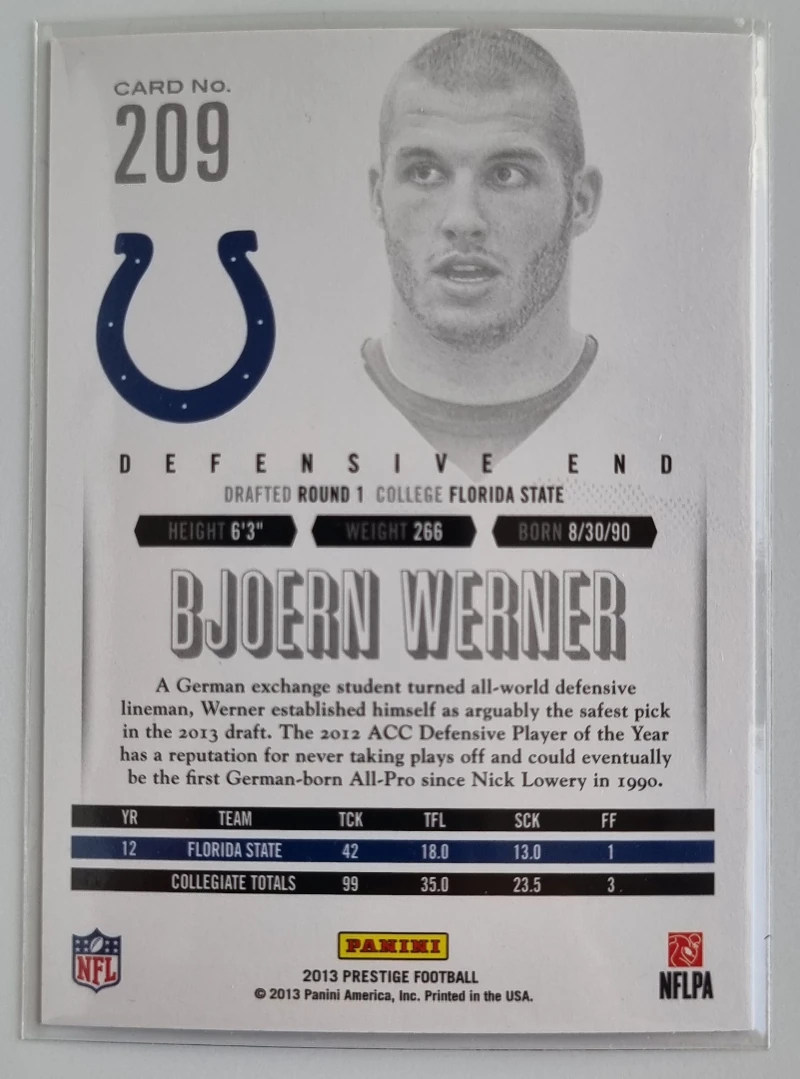 CARD No.
209
DEFENSIVE END
DRAFTED ROUND 1 COLLEGE FLORIDA STATE
HEIGHT 6'3" WEIGHT 266 BORN 8/30/90
BJOERN WERNER
A German exchange student turned all-world defensive
lineman, Werner established himself as arguably the safest pick
in the 2013 draft. The 2012 ACC Defensive Player of the Year
has a reputation for never taking plays off and could eventually
be the first German-born All-Pro since Nick Lowery in 1990.
YR TEAM TCK TFL SCK FF
12 FLORIDA STATE 42 18.0 13.0 1
COLLEGIATE TOTALS 99 35.0 23.5 3
NFL
PANINI
NFLPA
2013 PRESTIGE FOOTBALL
© 2013 Panini America, Inc. Printed in the USA.